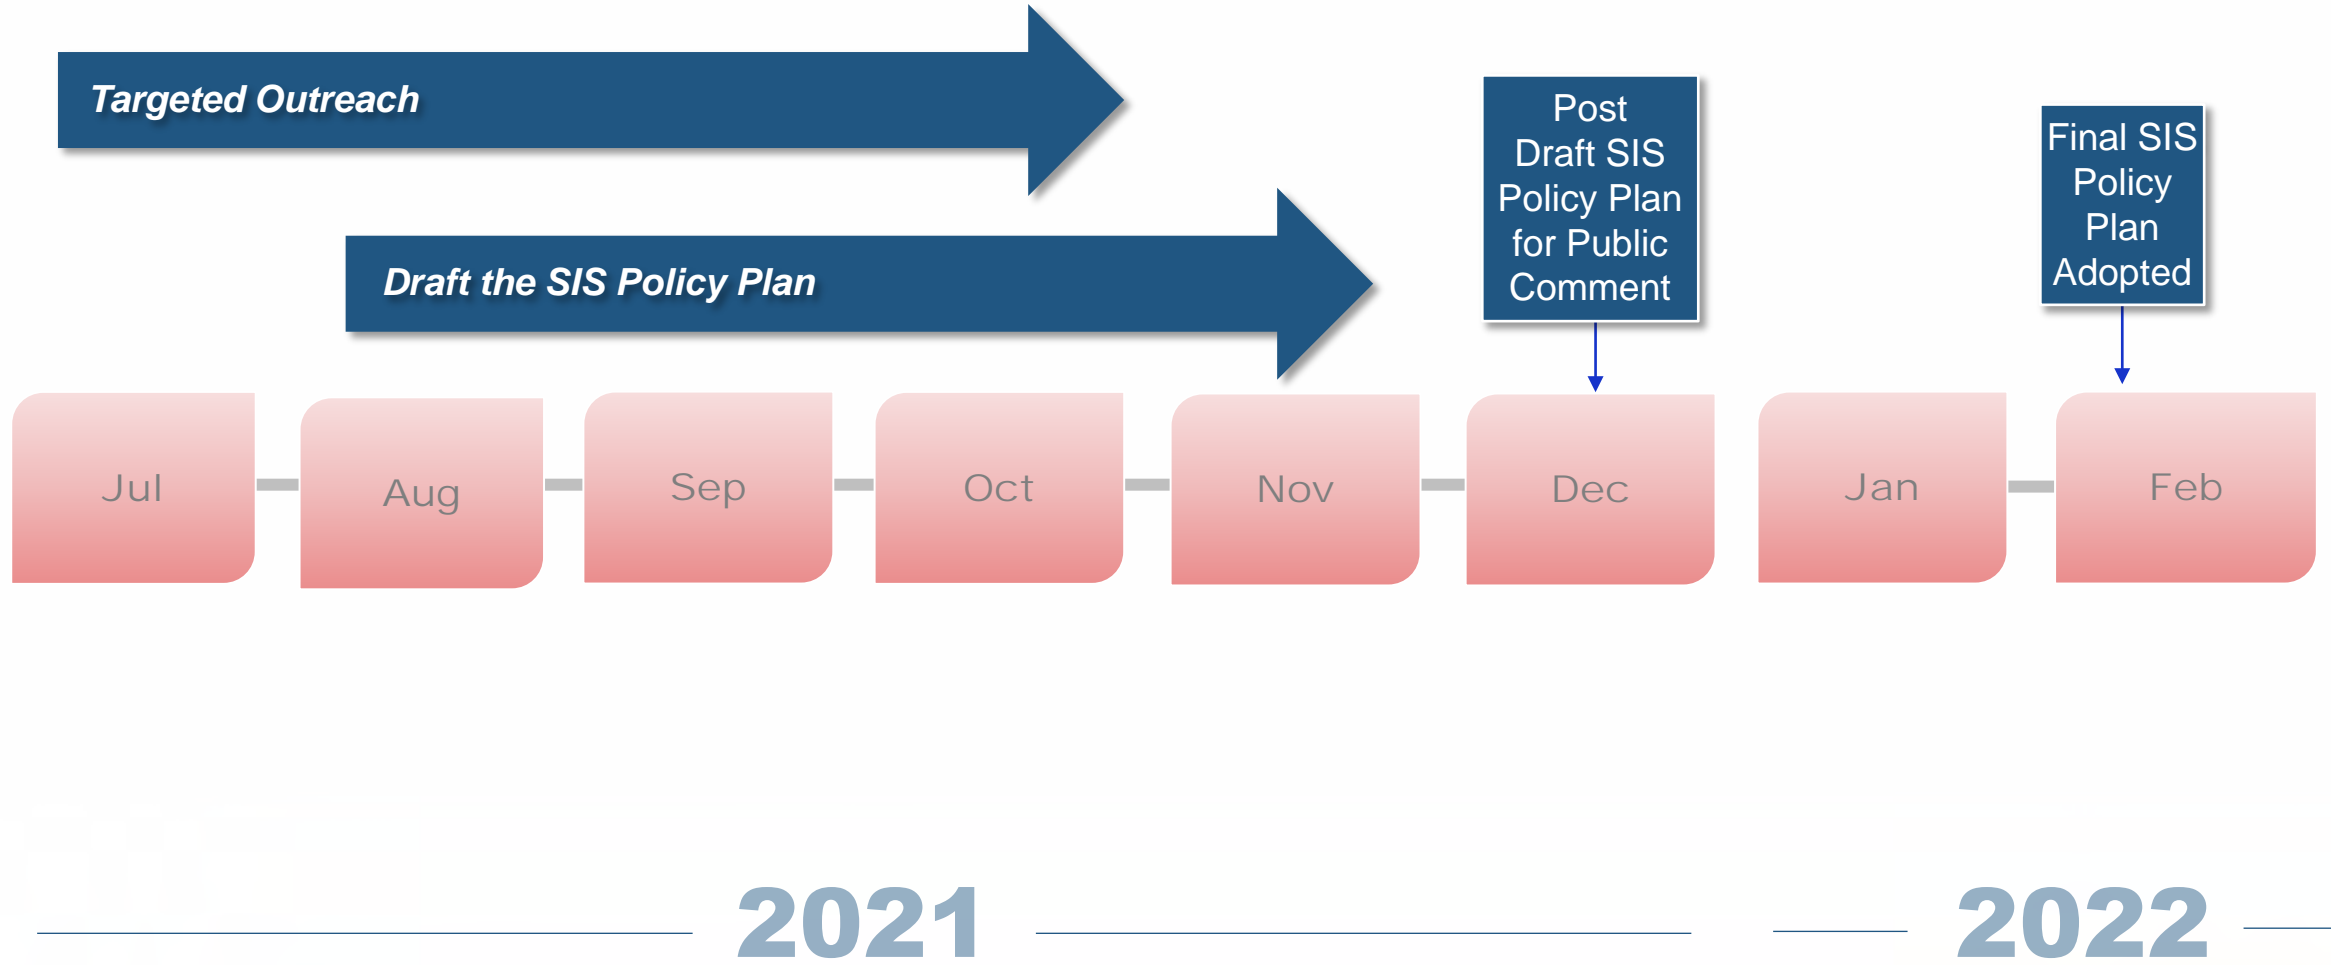 Targeted Outreach
Draft the SIS Policy Plan
Post
Draft SIS
Policy Plan
for Public
Comment
Final SIS
Policy
Plan
Adopted
Jul
Aug
Sep
Oct
Nov
Dec
Jan
Feb
2021
2022